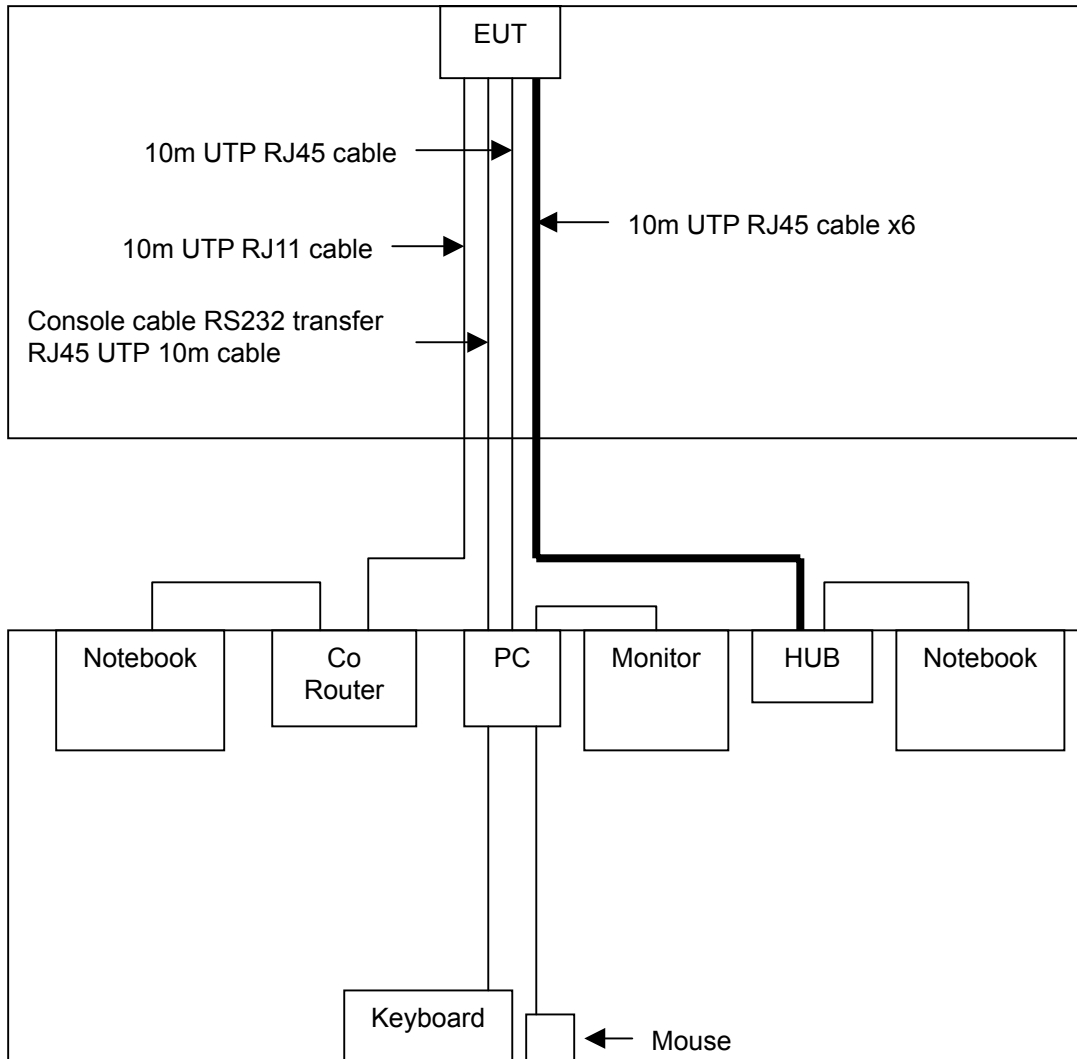 EUT
10m UTP RJ45 cable
10m UTP RJ45 cable x6
10m UTP RJ11 cable
Console cable RS232 transfer
RJ45 UTP 10m cable
Notebook
Co
Router
PC
Monitor
HUB
Notebook
Keyboard
Mouse